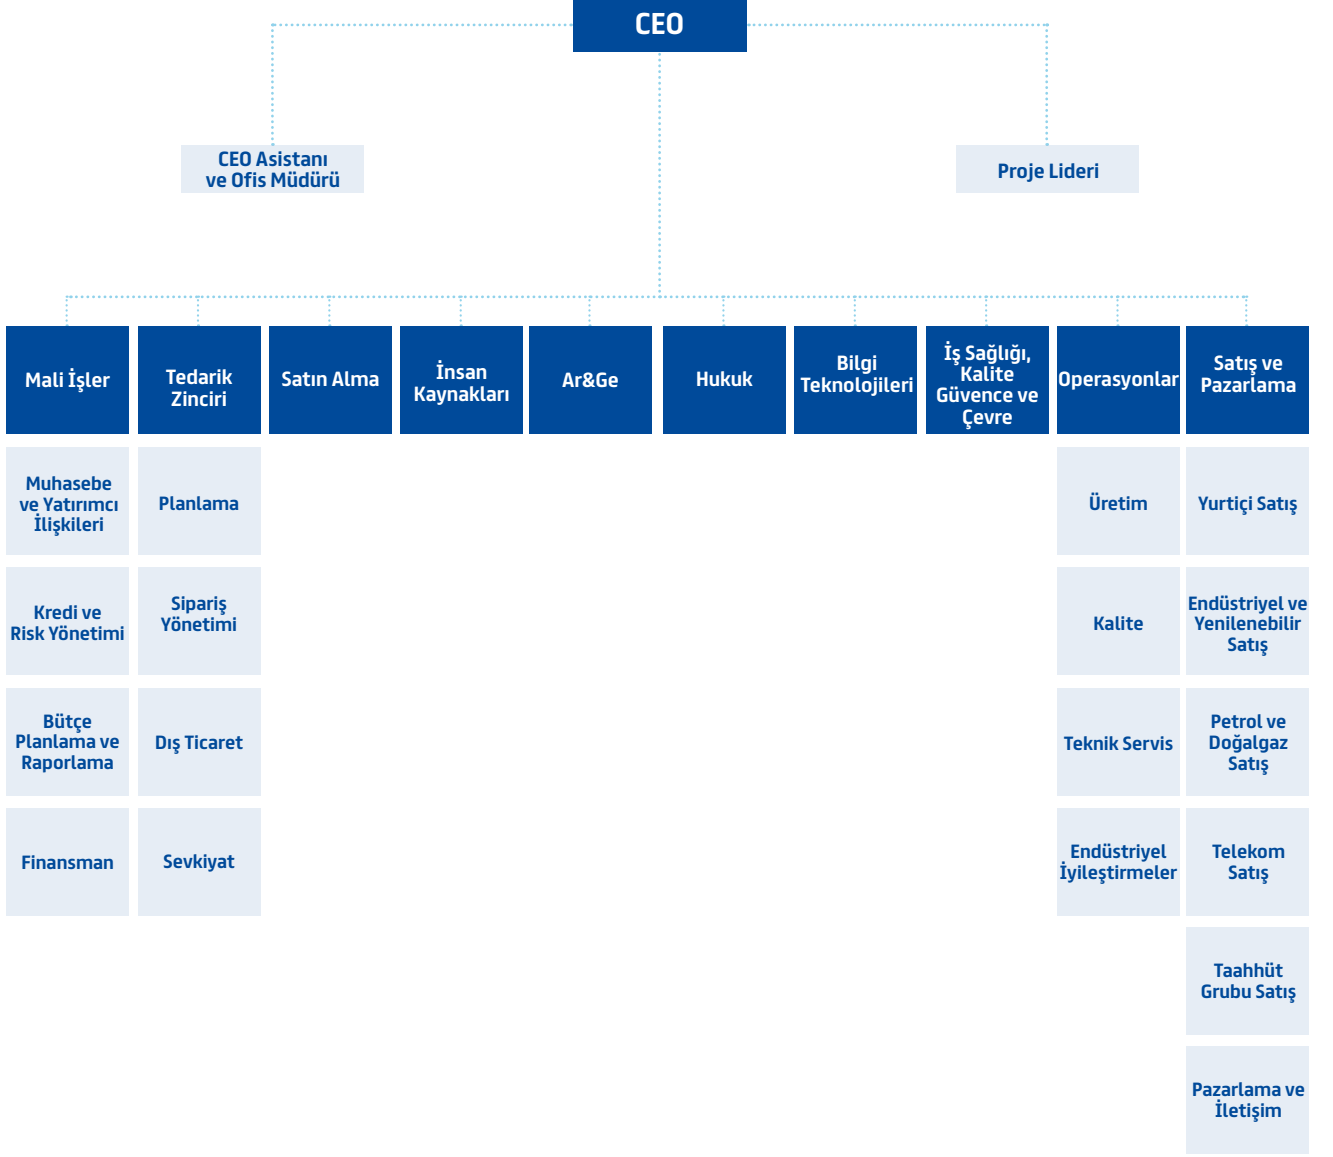 CEO
CEO Asistanı
ve Ofis Müdürü
Proje Lideri
Mali İşler
Tedarik
Zinciri
Satın Alma
İnsan
Kaynakları
Ar&Ge
Hukuk
Bilgi
Teknolojileri
İş Sağlığı,
Kalite
Güvence ve
Çevre
Operasyonlar
Satış ve
Pazarlama
Muhasebe
ve Yatırımcı
İlişkileri
Planlama
Üretim
Yurtiçi Satış
Kredi ve
Risk Yönetimi
Sipariş
Yönetimi
Kalite
Endüstriyel ve
Yenilenebilir
Satış
Bütçe
Planlama ve
Raporlama
Dış Ticaret
Teknik Servis
Petrol ve
Doğalgaz
Satış
Finansman
Sevkiyat
Endüstriyel
İyileştirmeler
Telekom
Satış
Taahhüt
Grubu Satış
Pazarlama ve
İletişim